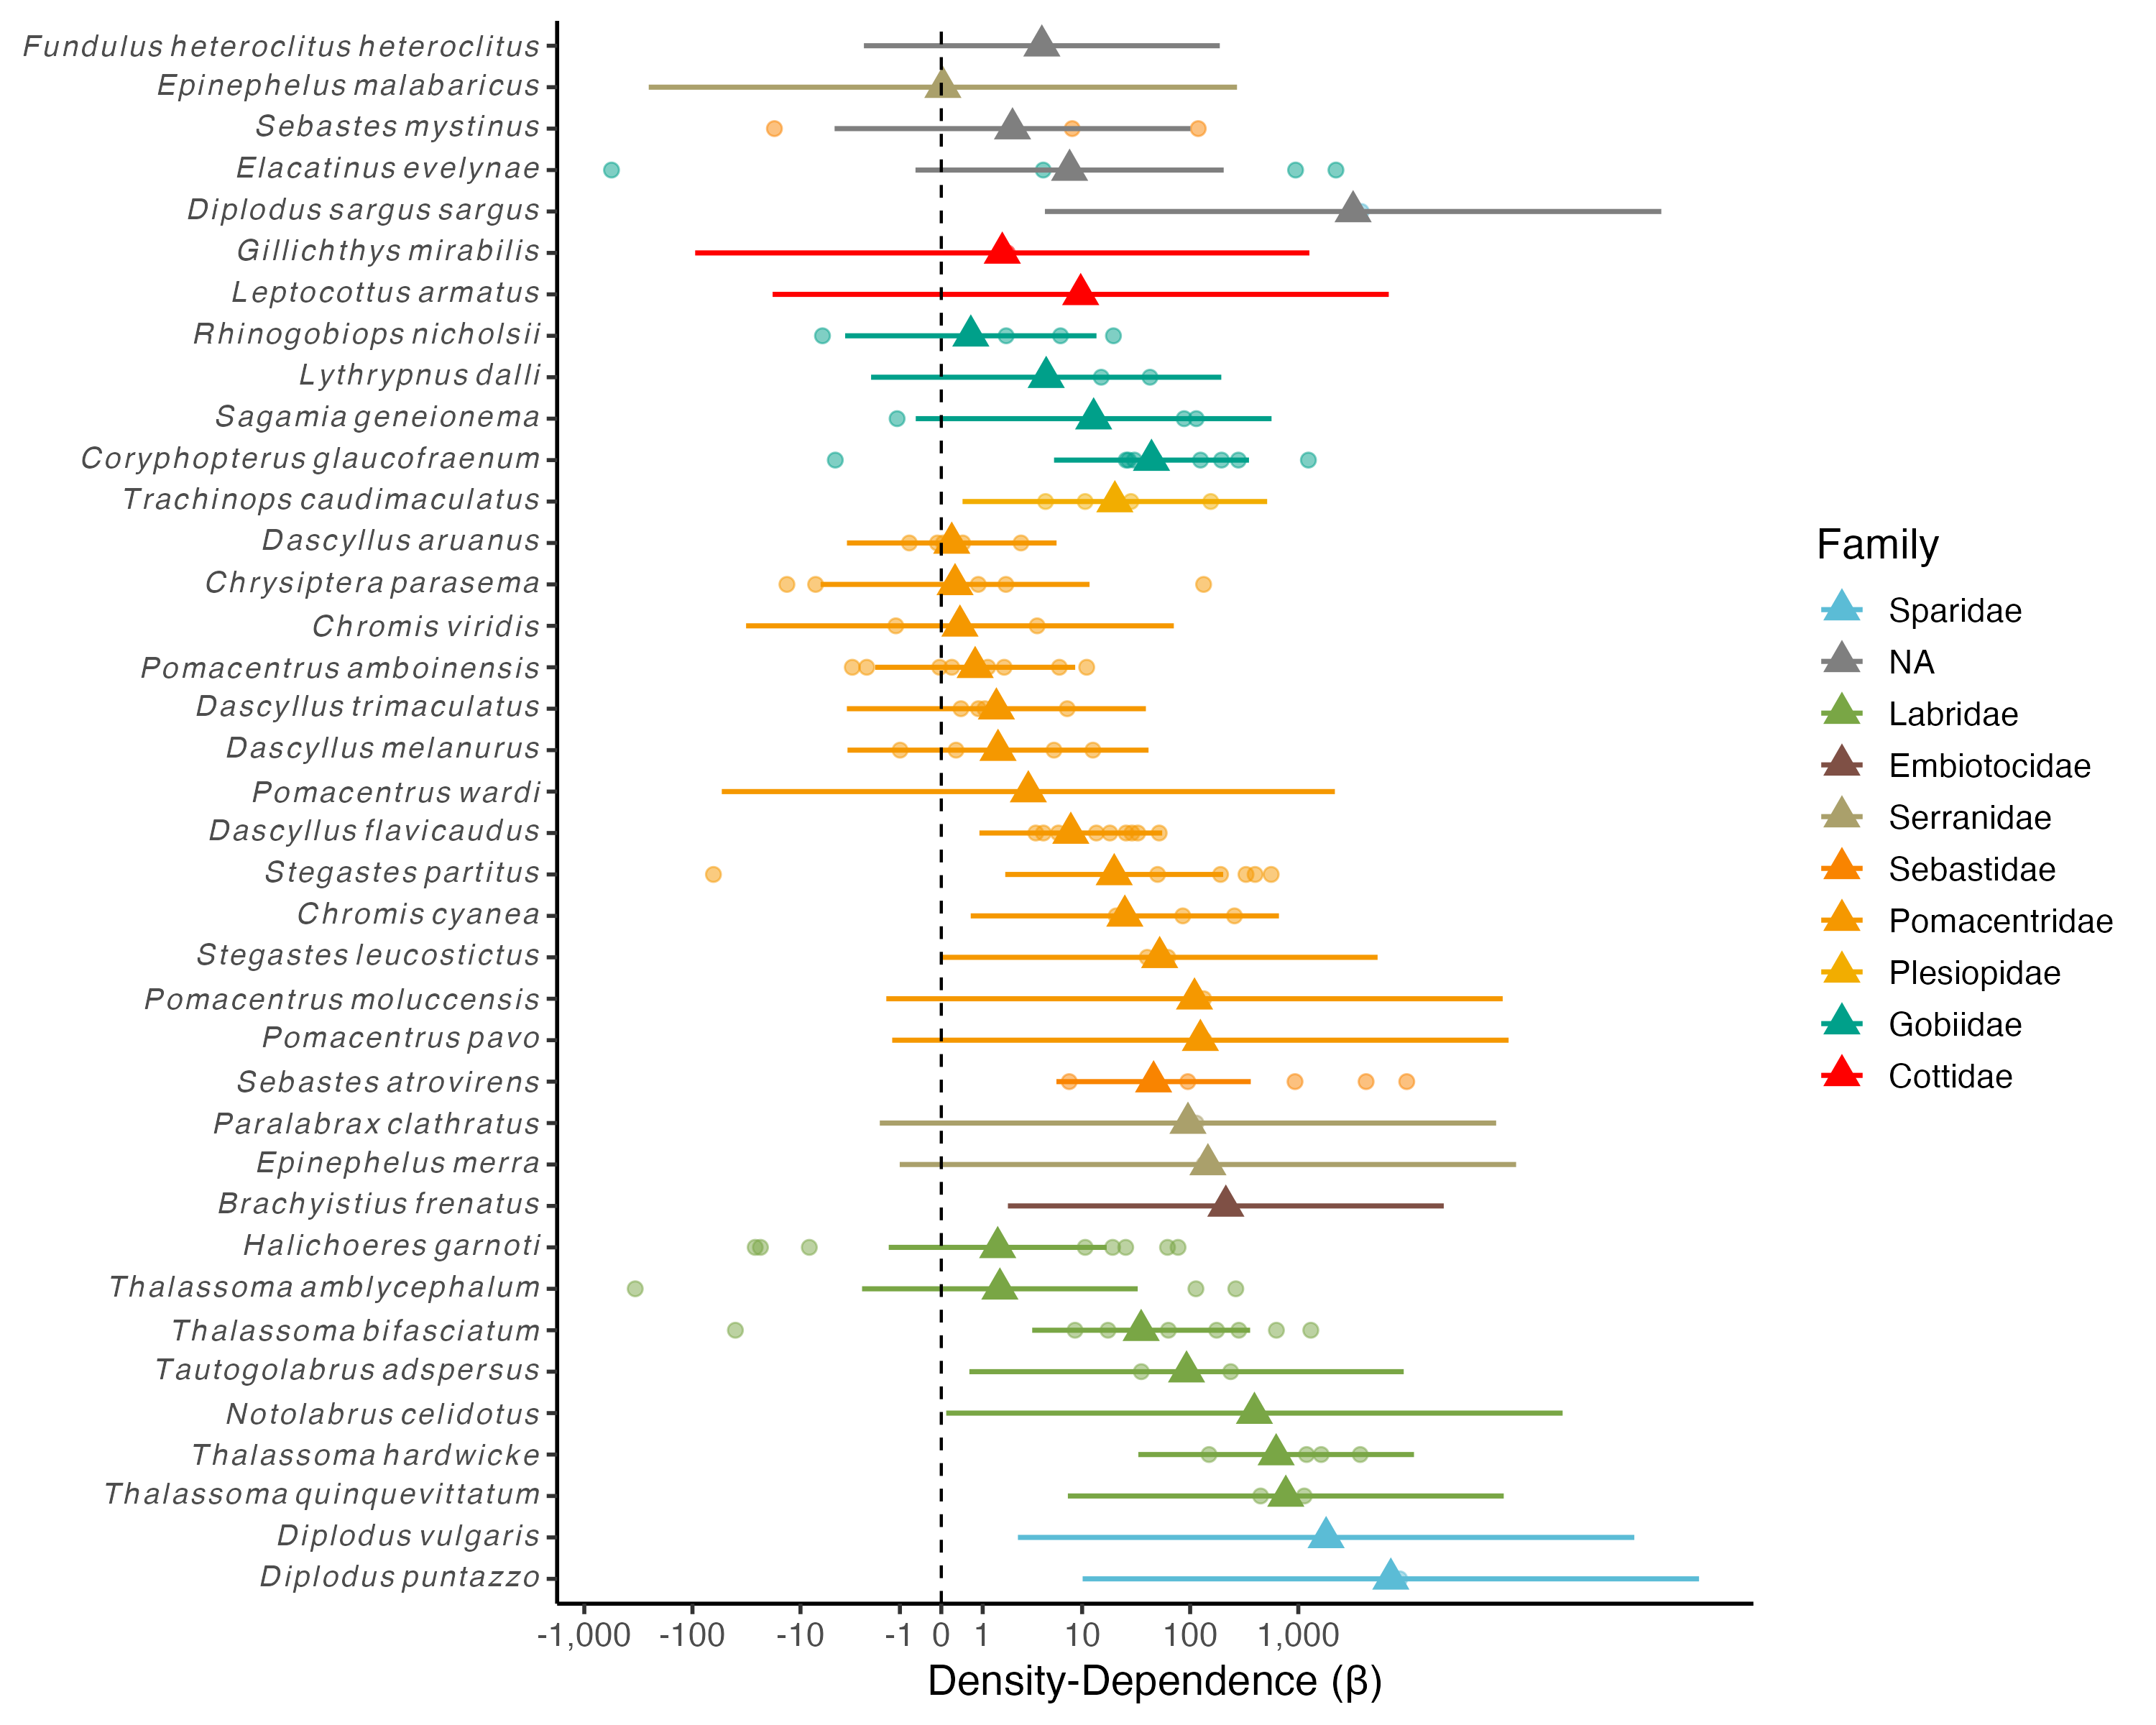 Fundulus heteroclitus heteroclitus
Epinephelus malabaricus
Sebastes mystinus
Elacatinus evelynae
Diplodus sargus sargus
Gillichthys mirabilis
Leptocottus armatus
Rhinogobiops nicholsii
Lythrypnus dalli
Sagamia geneionema
Coryphopterus glaucofraenum
Trachinops caudimaculatus
Dascyllus aruanus
Chrysiptera parasema
Chromis viridis
Pomacentrus amboinensis
Dascyllus trimaculatus
Dascyllus melanurus
Pomacentrus wardi
Dascyllus flavicaudus
Stegastes partitus
Chromis cyanea
Stegastes leucostictus
Pomacentrus moluccensis
Pomacentrus pavo
Sebastes atrovirens
Paralabrax clathratus
Epinephelus merra
Brachyistius frenatus
Halichoeres garnoti
Thalassoma amblycephalum
Thalassoma bifasciatum
Tautogolabrus adspersus
Notolabrus celidotus
Thalassoma hardwicke
Thalassoma quinquevittatum
Diplodus vulgaris
Diplodus puntazzo
-1,000 -100 -10 -1 0 1 10 100 1,000
Density-Dependence (β)
Family
Sparidae
NA
Labridae
Embiotocidae
Serranidae
Sebastidae
Pomacentridae
Plesiopidae
Gobiidae
Cottidae